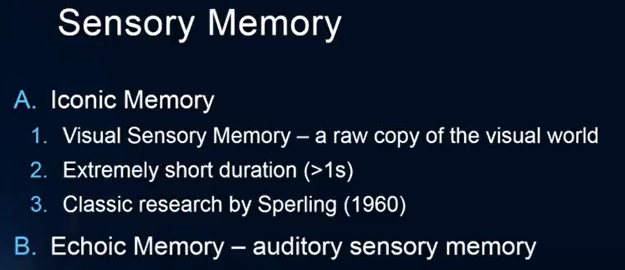 Sensory Memory
A. Iconic Memory
1. Visual Sensory Memory – a raw copy of the visual world
2. Extremely short duration (>1s)
3. Classic research by Sperling (1960)
B. Echoic Memory – auditory sensory memory